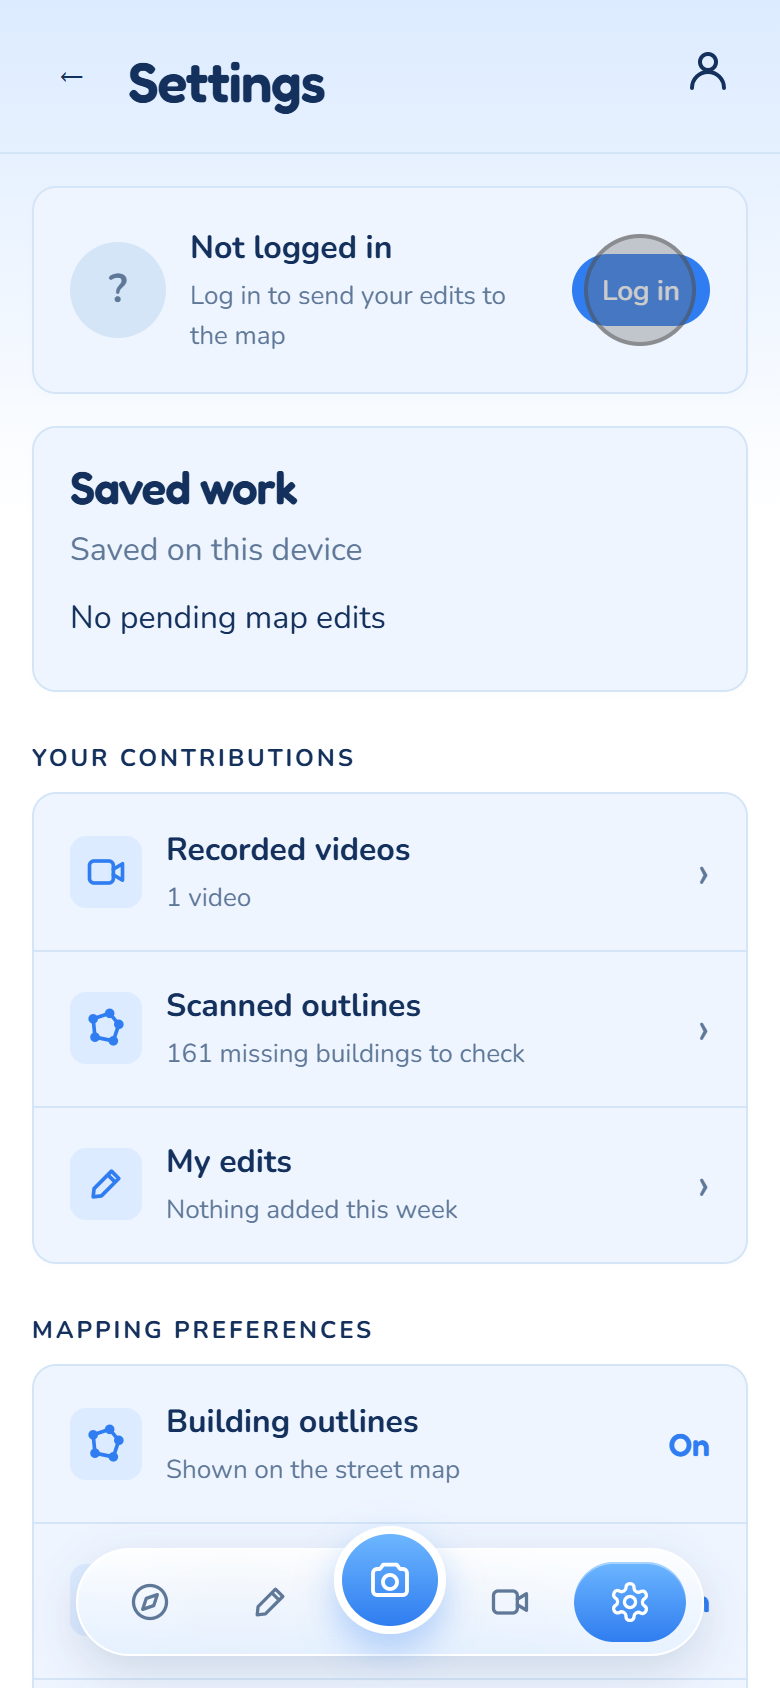 ← Settings
?
Not logged in
Log in to send your edits to
the map
Log in
Saved work
Saved on this device
No pending map edits
YOUR CONTRIBUTIONS
Recorded videos
1 video
›
Scanned outlines
161 missing buildings to check
›
My edits
Nothing added this week
›
MAPPING PREFERENCES
Building outlines
Shown on the street map
On